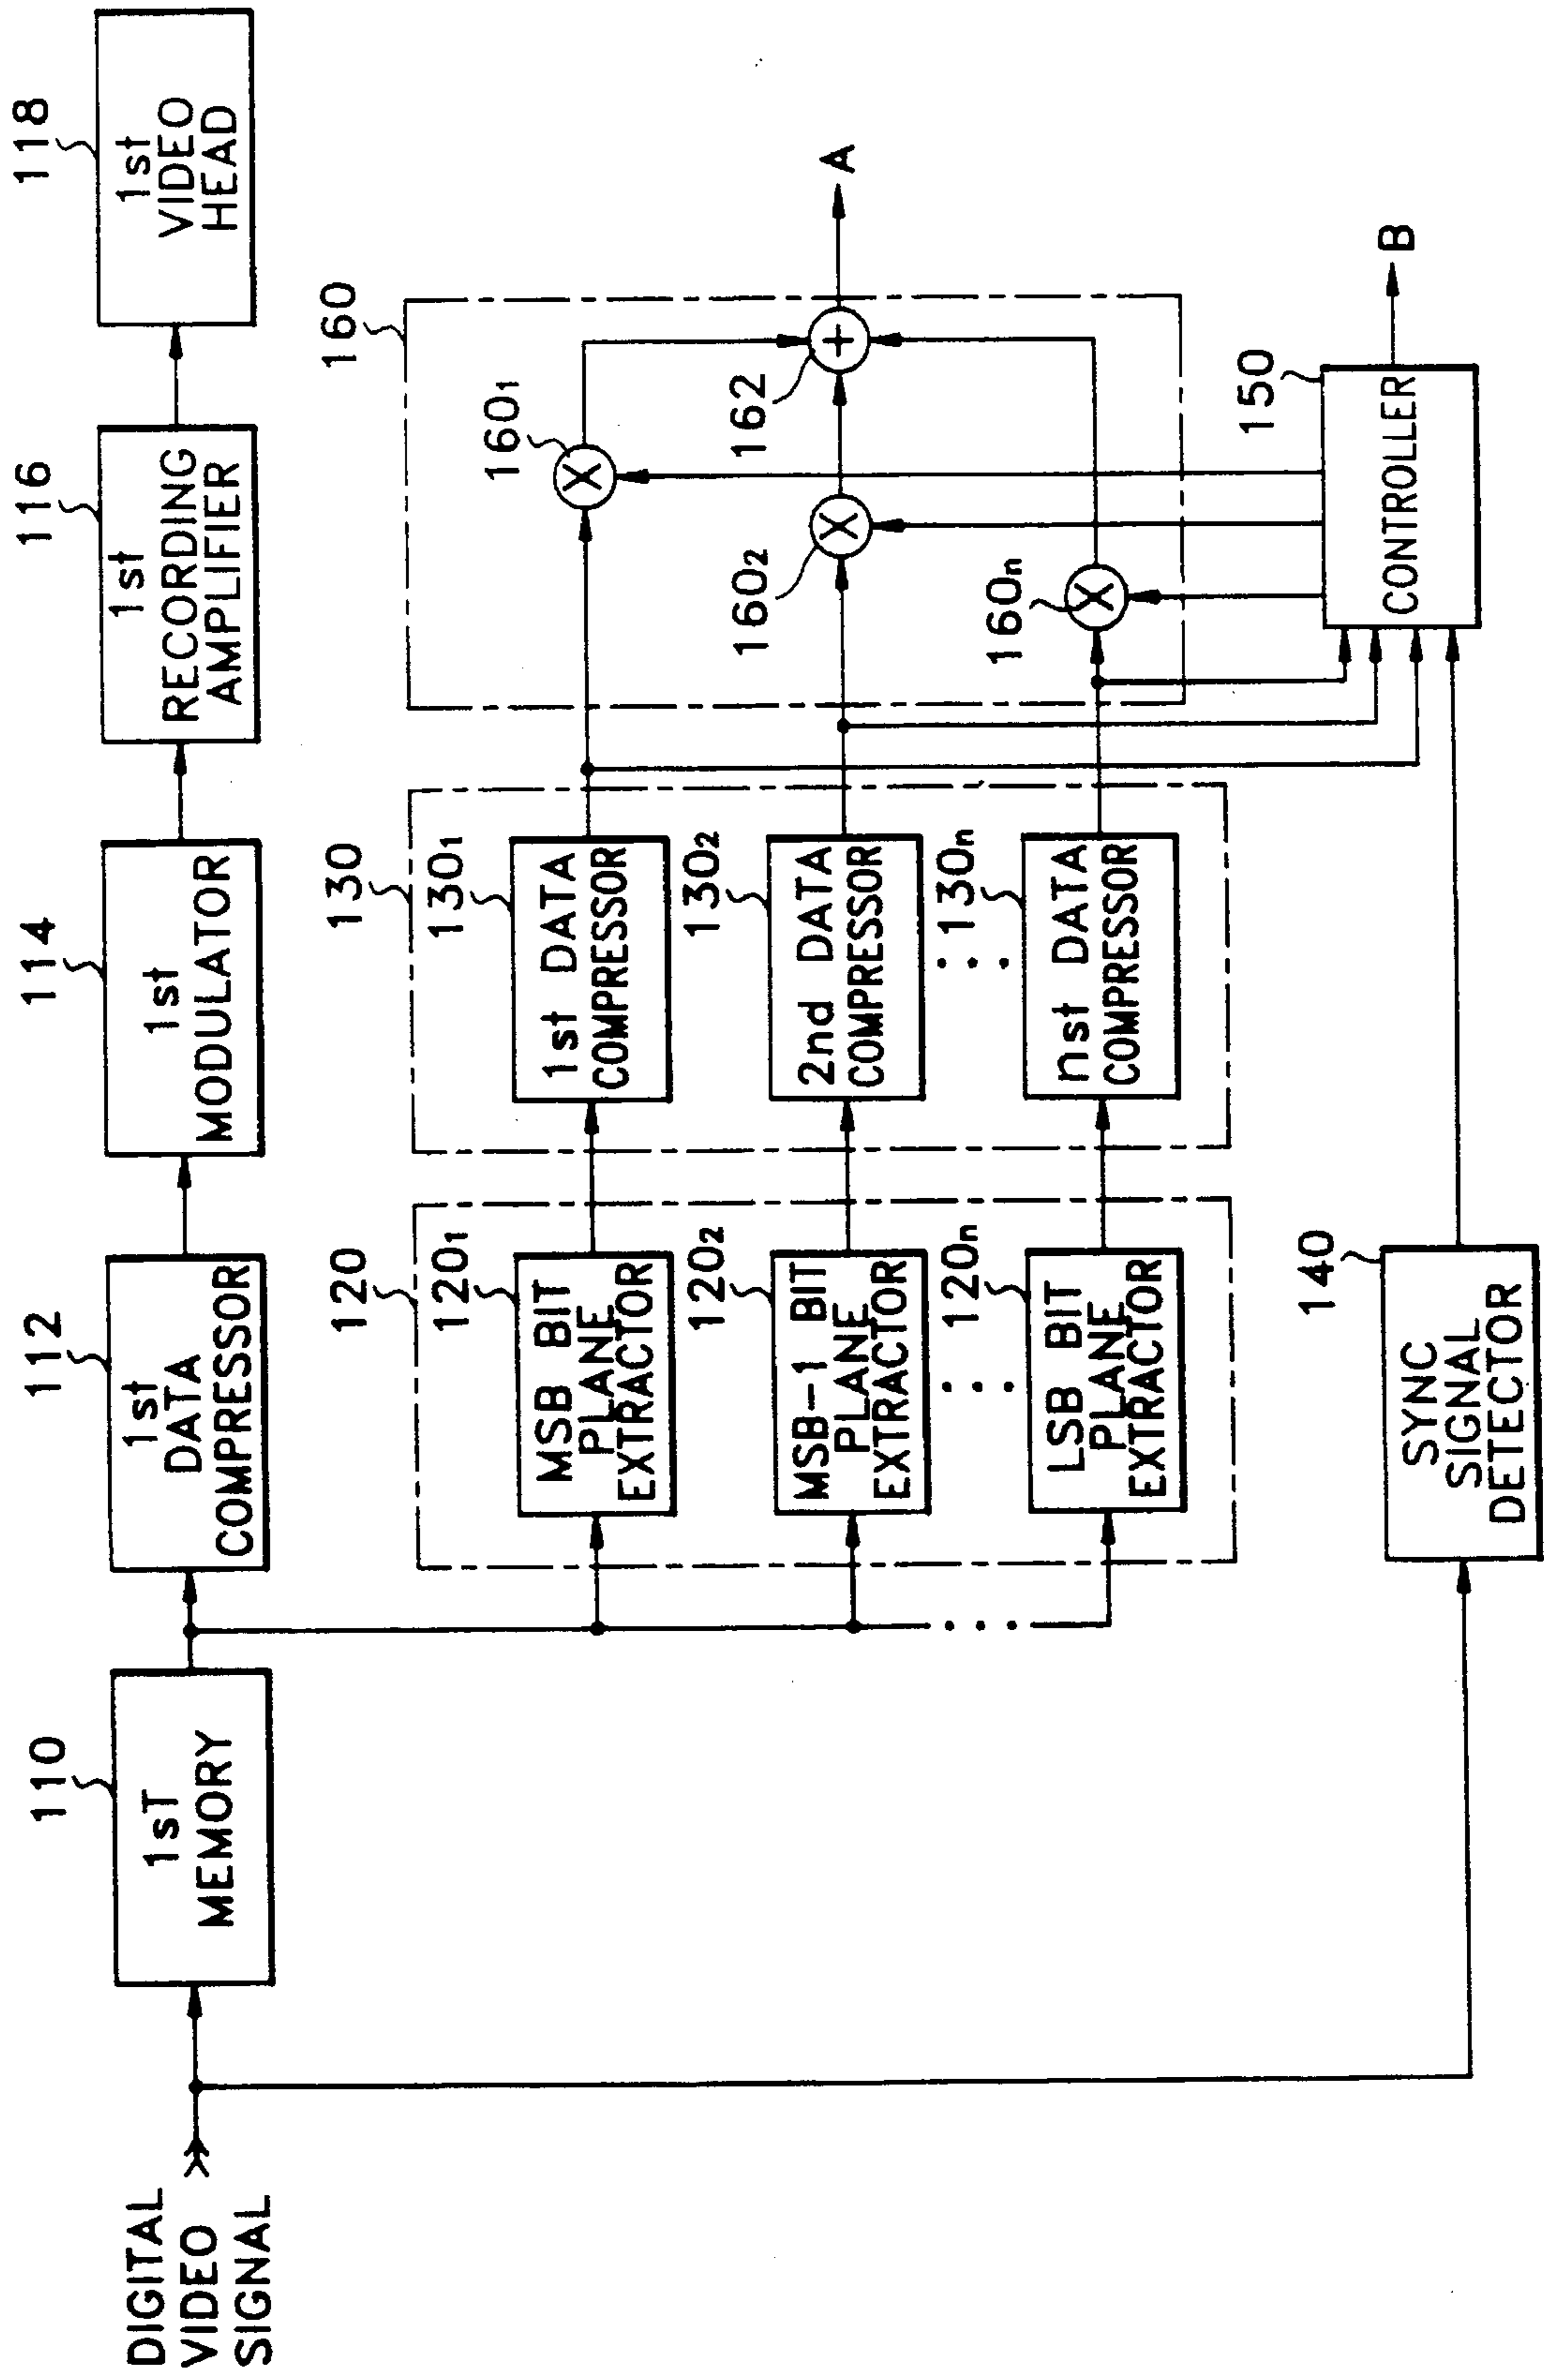 DIGITAL
VIDEO
SIGNAL
110
1sT
MEMORY
112
1st
DATA
COMPRESSOR
114
1st
MODULATOR
116
1st
RECORDING
AMPLIFIER
118
1st
VIDEO
HEAD
120
120₁
MSB BIT
PLANE
EXTRACTOR
120₂
MSB-1 BIT
PLANE
EXTRACTOR
...
120ₙ
LSB BIT
PLANE
EXTRACTOR
...
130
130₁
1st DATA
COMPRESSOR
130₂
2nd DATA
COMPRESSOR
...
130ₙ
nst DATA
COMPRESSOR
160
160₁
X
160₂
X
160ₙ
X
162
+
A
140
SYNC
SIGNAL
DETECTOR
150
CONTROLLER
B